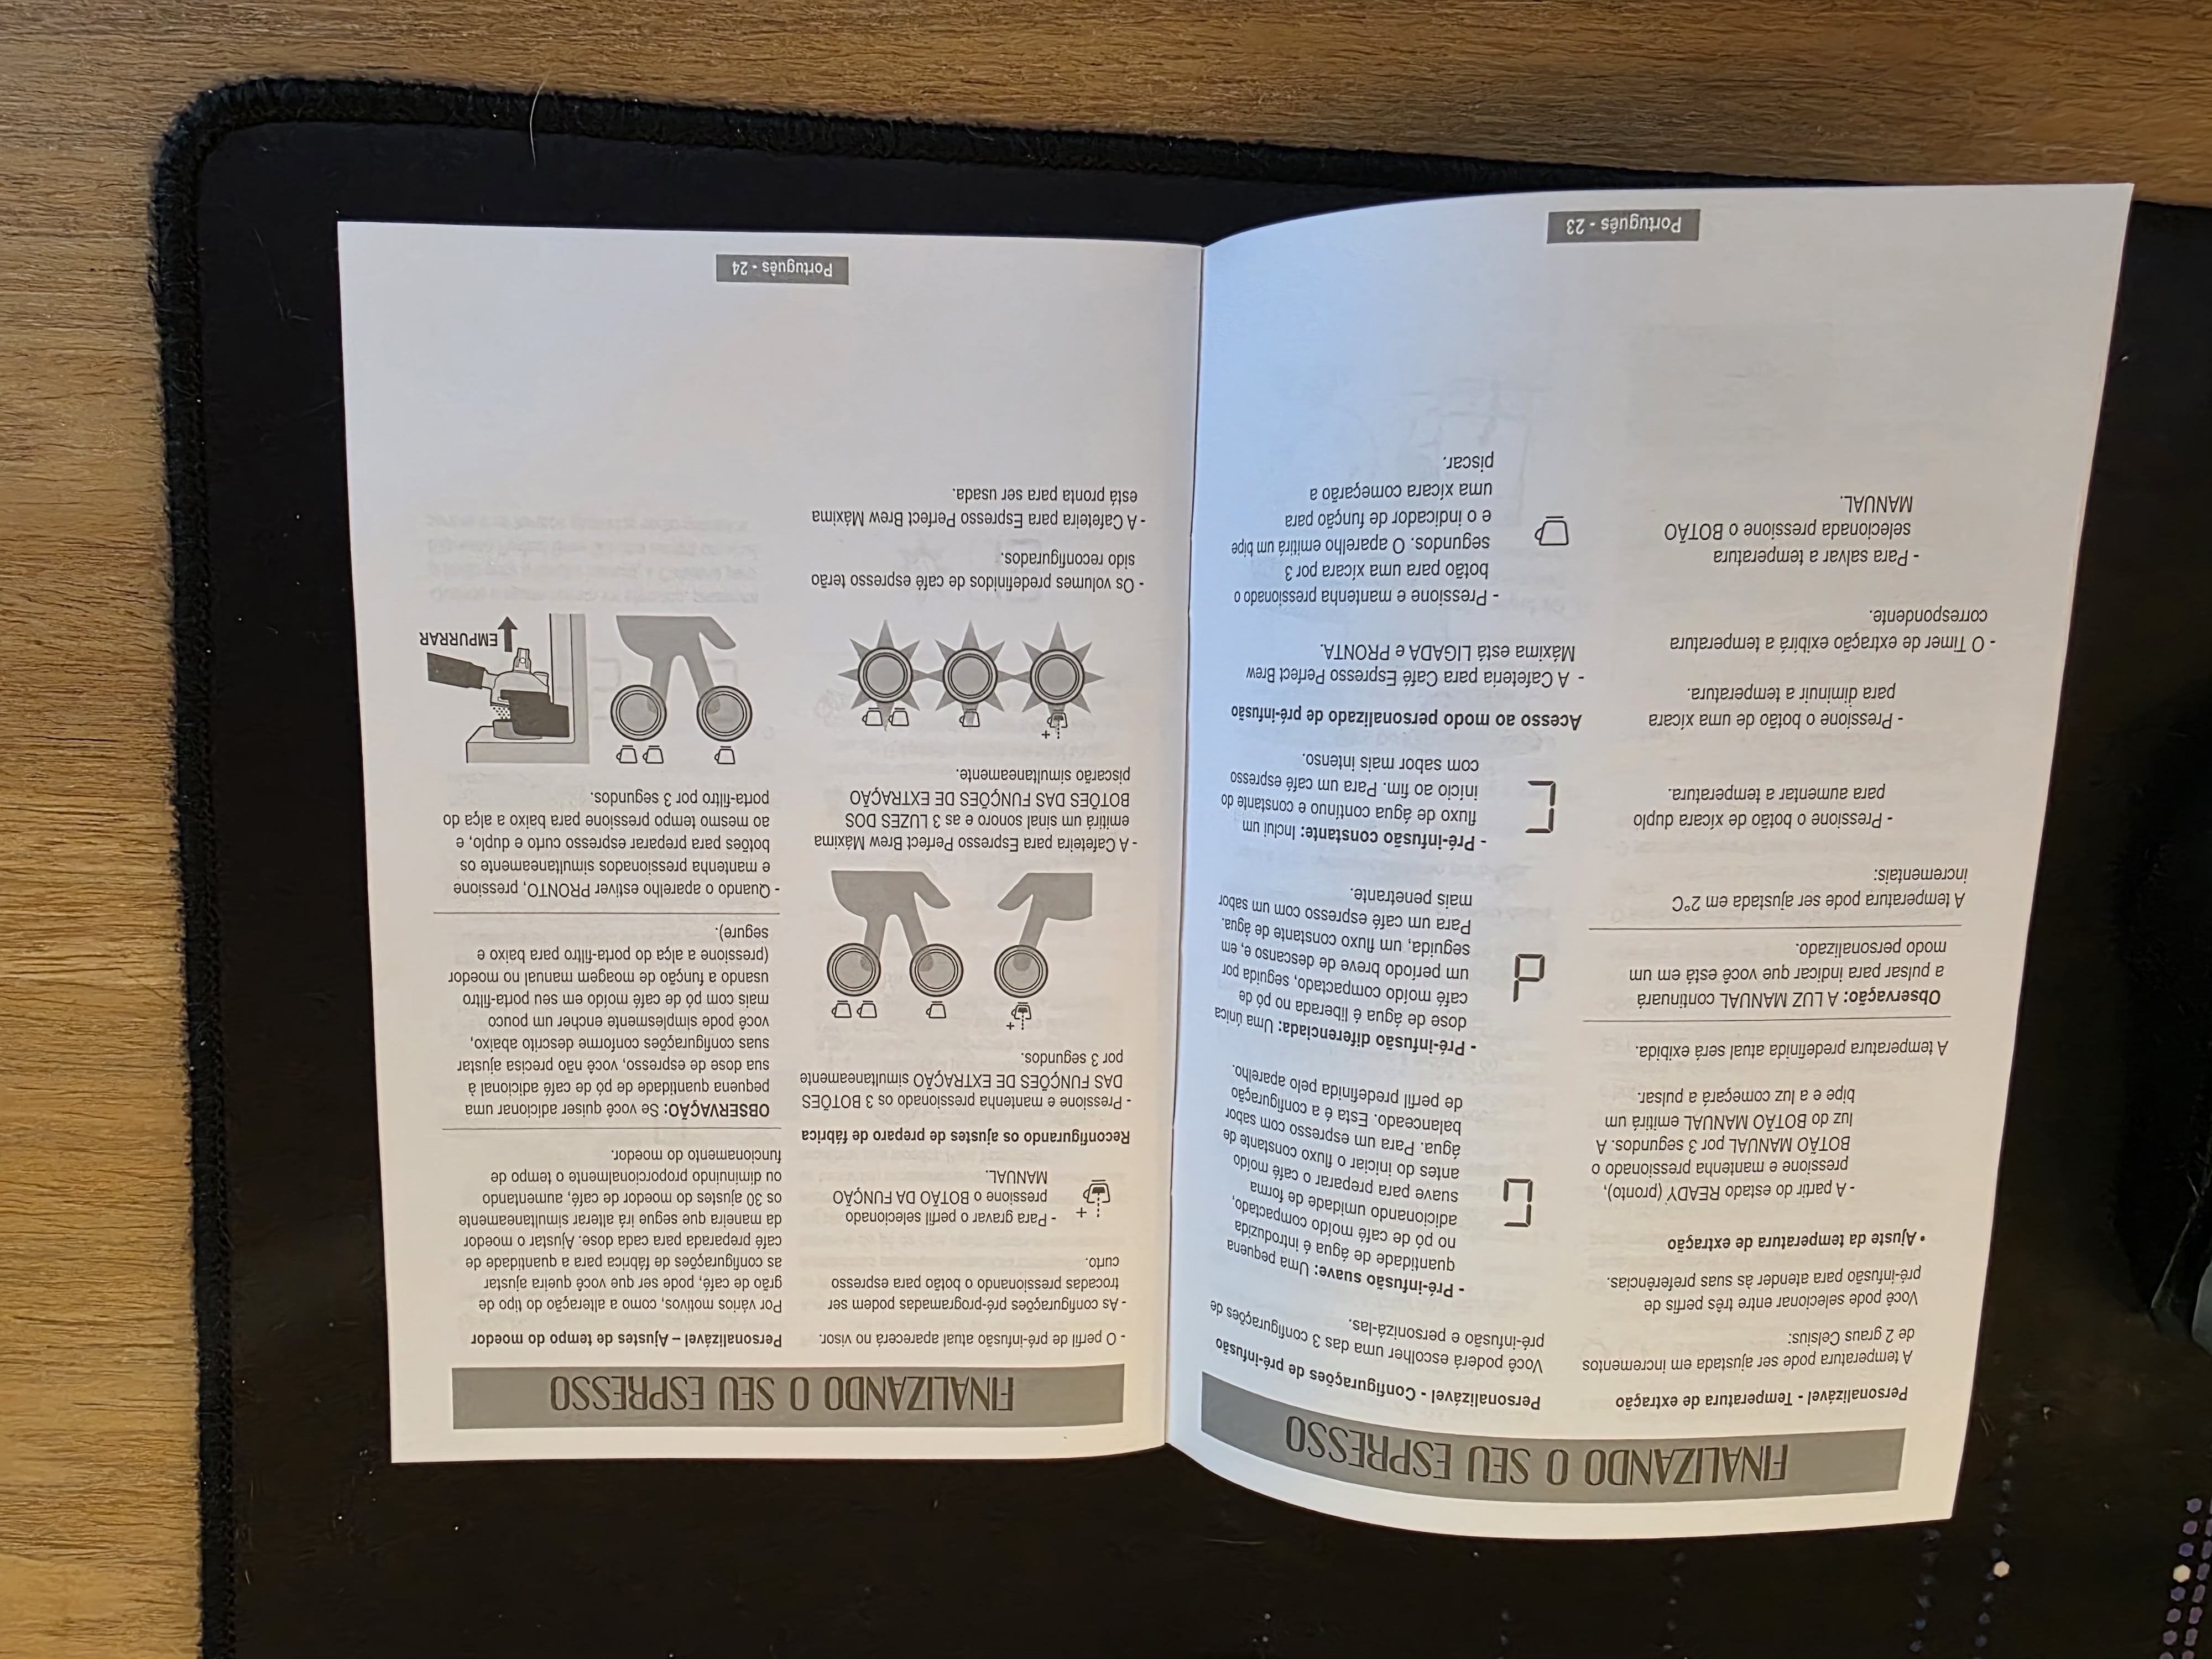 FINALIZANDO O SEU ESPRESSO
Personalizável - Temperatura de extração
A temperatura pode ser ajustada em incrementos
de 2 graus Celsius:
Você pode selecionar entre três perfis de
pré-infusão para atender às suas preferências.
• Ajuste da temperatura de extração
- A partir do estado READY (pronto),
pressione e mantenha pressionado o
BOTÃO MANUAL por 3 segundos. A
luz do BOTÃO MANUAL emitirá um
bipe e a luz começará a pulsar.
A temperatura predefinida atual será exibida.
Observação: A LUZ MANUAL continuará
a pulsar para indicar que você está em um
modo personalizado.
A temperatura pode ser ajustada em 2°C
incrementais:
- Pressione o botão de xícara duplo
para aumentar a temperatura.
- Pressione o botão de uma xícara
para diminuir a temperatura.
- O Timer de extração exibirá a temperatura
correspondente.
- Para salvar a temperatura
selecionada pressione o BOTÃO
MANUAL.
Personalizável - Configurações de pré-infusão
Você poderá escolher uma das 3 configurações de
pré-infusão e personizá-las.
- Pré-infusão suave: Uma pequena
quantidade de água é introduzida
no pó de café moído compactado,
adicionando umidade de forma
suave para preparar o café moído
antes do iniciar o fluxo constante de
água. Para um espresso com sabor
balanceado. Esta é a configuração
de perfil predefinida pelo aparelho.
G
- Pré-infusão diferenciada: Uma única
dose de água é liberada no pó de
café moído compactado, seguida por
um período breve de descanso e, em
seguida, um fluxo constante de água.
Para um café espresso com um sabor
mais penetrante.
d
- Pré-infusão constante: Inclui um
fluxo de água contínuo e constante do
início ao fim. Para um café espresso
com sabor mais intenso.
C
Acesso ao modo personalizado de pré-infusão
- A Cafeteria para Café Espresso Perfect Brew
Máxima está LIGADA e PRONTA.
- Pressione e mantenha pressionado o
botão para uma xícara por 3
segundos. O aparelho emitirá um bipe
e o indicador de função para
uma xícara começarão a
piscar.
Português - 23
FINALIZANDO O SEU ESPRESSO
- O perfil de pré-infusão atual aparecerá no visor.
- As configurações pré-programadas podem ser
trocadas pressionando o botão para espresso
curto.
+
- Para gravar o perfil selecionado
pressione o BOTÃO DA FUNÇÃO
MANUAL.
Reconfigurando os ajustes de preparo de fábrica
- Pressione e mantenha pressionado os 3 BOTÕES
DAS FUNÇÕES DE EXTRAÇÃO simultaneamente
por 3 segundos.
+
- A Cafeteira para Espresso Perfect Brew Máxima
emitirá um sinal sonoro e as 3 LUZES DOS
BOTÕES DAS FUNÇÕES DE EXTRAÇÃO
piscarão simultaneamente.
+
- Os volumes predefinidos de café espresso terão
sido reconfigurados.
- A Cafeteira para Espresso Perfect Brew Máxima
está pronta para ser usada.
Personalizável – Ajustes de tempo do moedor
Por vários motivos, como a alteração do tipo de
grão de café, pode ser que você queira ajustar
as configurações de fábrica para a quantidade de
café preparada para cada dose. Ajustar o moedor
da maneira que segue irá alterar simultaneamente
os 30 ajustes do moedor de café, aumentando
ou diminuindo proporcionalmente o tempo de
funcionamento do moedor.
OBSERVAÇÃO: Se você quiser adicionar uma
pequena quantidade de pó de café adicional à
sua dose de espresso, você não precisa ajustar
suas configurações conforme descrito abaixo,
você pode simplesmente encher um pouco
mais com pó de café moído em seu porta-filtro
usando a função de moagem manual no moedor
(pressione a alça do porta-filtro para baixo e
segure).
- Quando o aparelho estiver PRONTO, pressione
e mantenha pressionados simultaneamente os
botões para preparar espresso curto e duplo, e
ao mesmo tempo pressione para baixo a alça do
porta-filtro por 3 segundos.
EMPURRAR
Português - 24